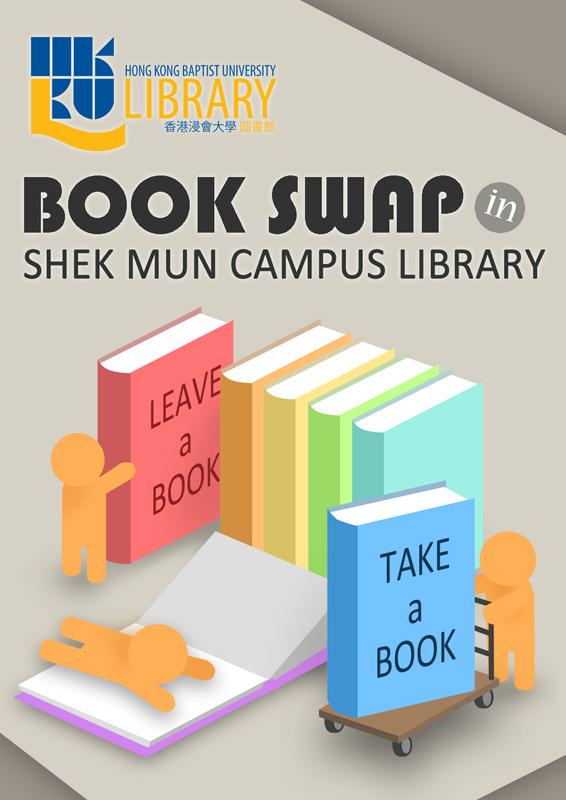 HONG KONG BAPTIST UNIVERSITY
LIBRARY
香港浸會大學 圖書館
BOOK SWAP in
SHEK MUN CAMPUS LIBRARY
LEAVE
a
BOOK
TAKE
a
BOOK